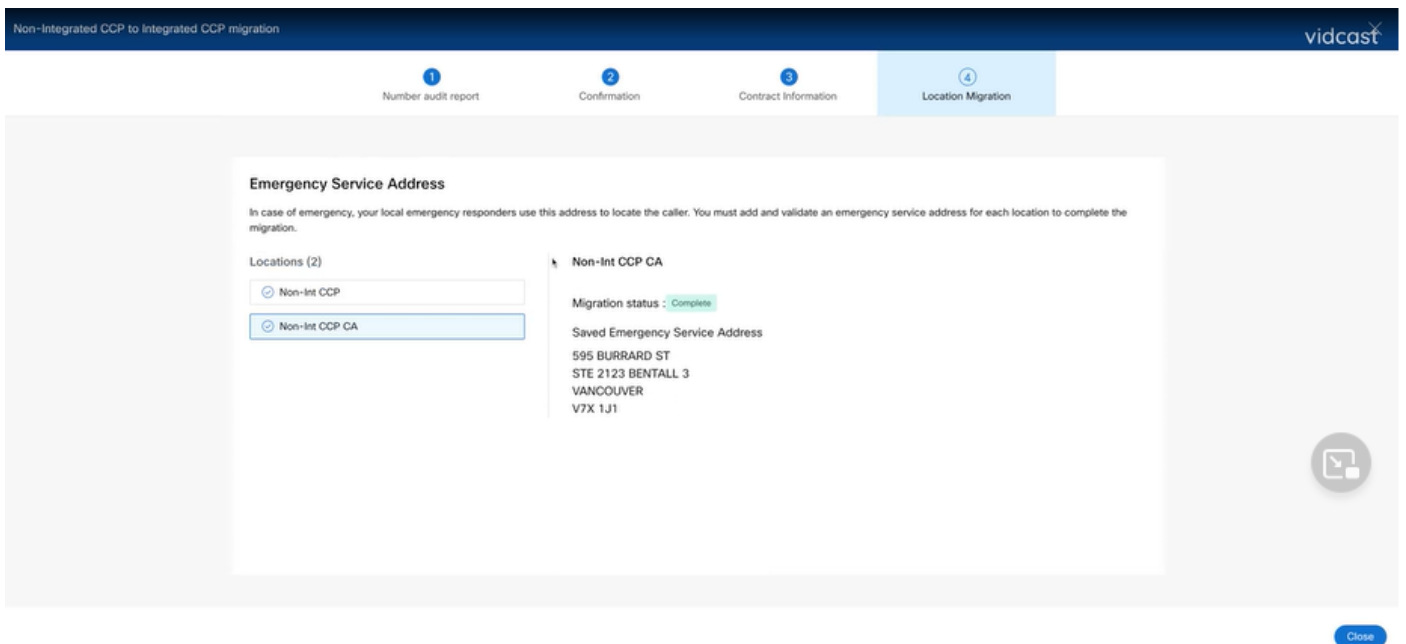 Non-Integrated CCP to Integrated CCP migration
vidcast
1
Number audit report
2
Confirmation
3
Contract Information
4
Location Migration
Emergency Service Address
In case of emergency, your local emergency responders use this address to locate the caller. You must add and validate an emergency service address for each location to complete the
migration.
Locations (2)
Non-Int CCP
Non-Int CCP CA
Non-Int CCP CA
Migration status : Complete
Saved Emergency Service Address
595 BURRARD ST
STE 2123 BENTALL 3
VANCOUVER
V7X 1J1
Close